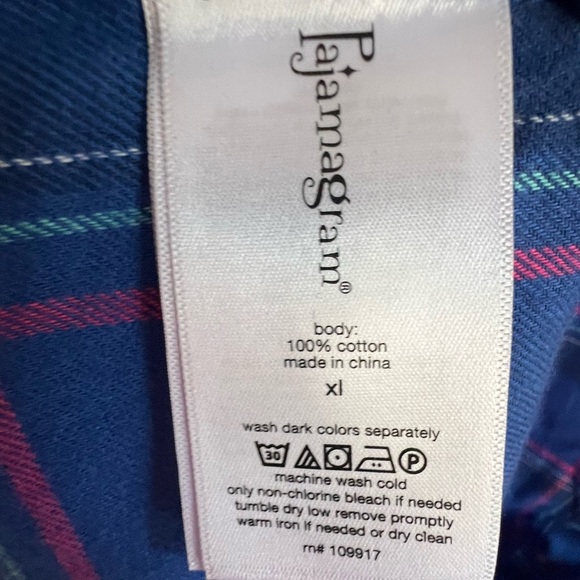 Pajamagram®
body:
100% cotton
made in china
xl
wash dark colors separately
30 P
machine wash cold
only non-chlorine bleach if needed
tumble dry low remove promptly
warm iron if needed or dry clean
rn# 109917